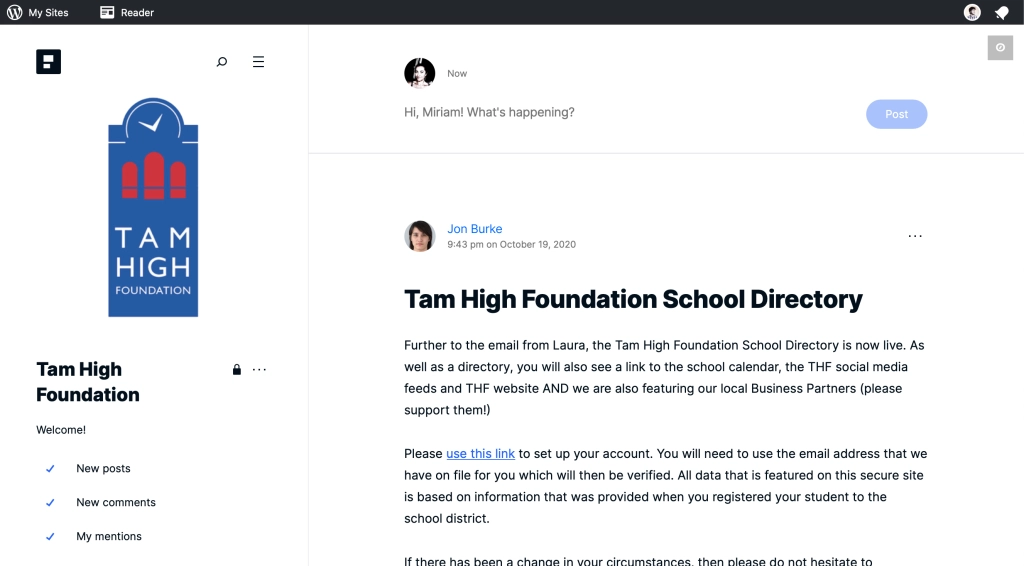 My Sites
Reader
TAM
HIGH
FOUNDATION
Tam High
Foundation
Welcome!
New posts
New comments
My mentions
Now
Hi, Miriam! What's happening?
Post
Jon Burke
9:43 pm on October 19, 2020
Tam High Foundation School Directory
Further to the email from Laura, the Tam High Foundation School Directory is now live. As
well as a directory, you will also see a link to the school calendar, the THF social media
feeds and THF website AND we are also featuring our local Business Partners (please
support them!)
Please use this link to set up your account. You will need to use the email address that we
have on file for you which will then be verified. All data that is featured on this secure site
is based on information that was provided when you registered your student to the
school district.
If there has been a change in your circumstances, then please do not hesitate to